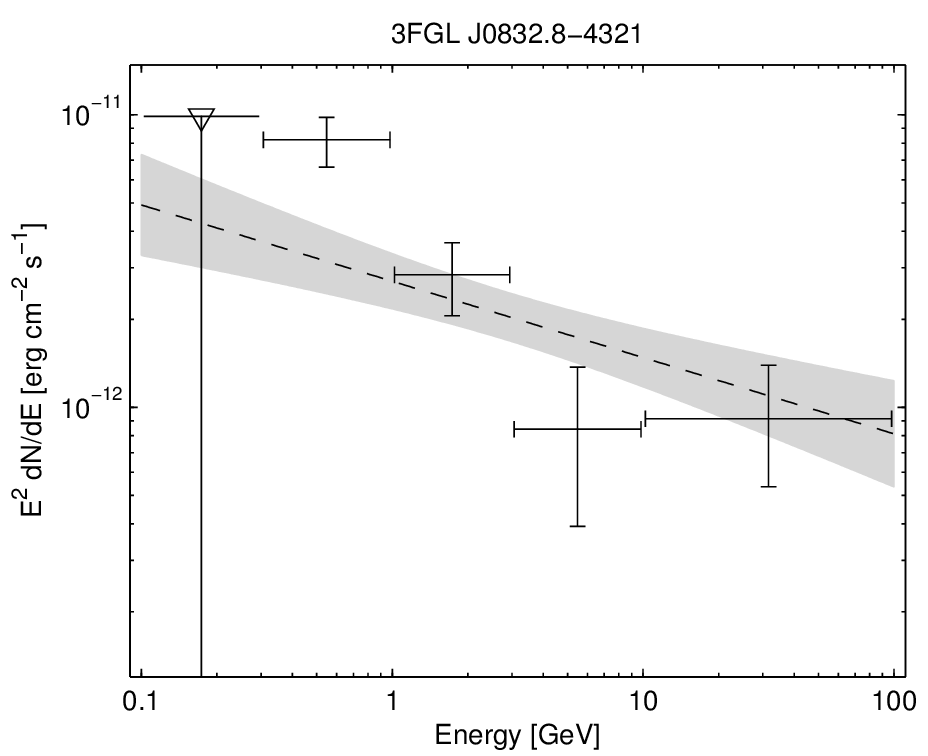 3FGL J0832.8−4321
10⁻¹¹
10⁻¹²
E² dN/dE [erg cm⁻² s⁻¹]
0.1 1 10 100
Energy [GeV]